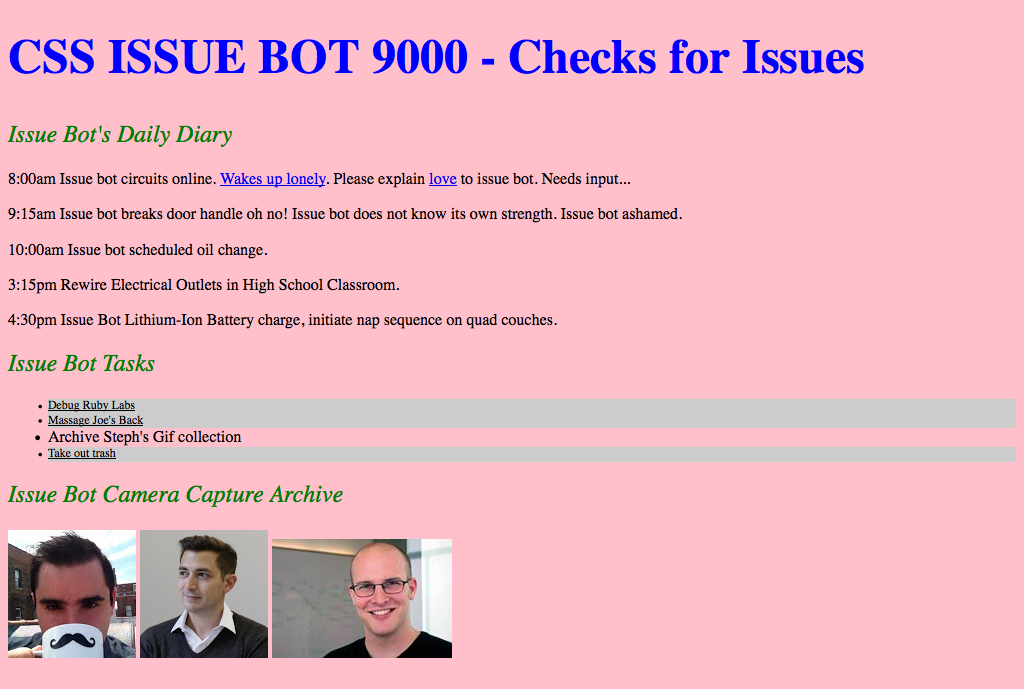 CSS ISSUE BOT 9000 - Checks for Issues
Issue Bot's Daily Diary
8:00am Issue bot circuits online. Wakes up lonely. Please explain love to issue bot. Needs input...
9:15am Issue bot breaks door handle oh no! Issue bot does not know its own strength. Issue bot ashamed.
10:00am Issue bot scheduled oil change.
3:15pm Rewire Electrical Outlets in High School Classroom.
4:30pm Issue Bot Lithium-Ion Battery charge, initiate nap sequence on quad couches.
Issue Bot Tasks
Debug Ruby Labs
Massage Joe's Back
Archive Steph's Gif collection
Take out trash
Issue Bot Camera Capture Archive